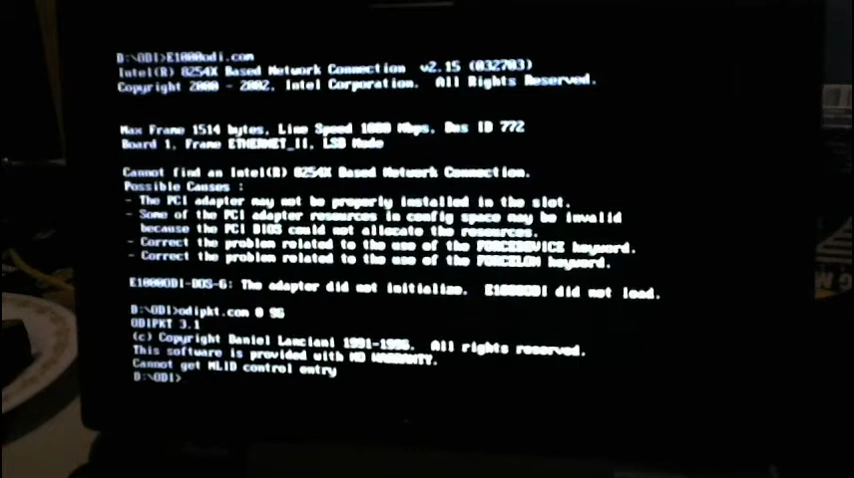 D:\ODI>E1000odi.com
Intel(R) 8254X Based Network Connection v2.15 (032703)
Copyright 2000 - 2002, Intel Corporation. All Rights Reserved.
Max Frame 1514 bytes, Line Speed 1000 Mbps, Bus ID 772
Board 1, Frame ETHERNET_II, LSB Mode
Cannot find an Intel(R) 8254X Based Network Connection.
Possible Causes :
- The PCI adapter may not be properly installed in the slot.
- Some of the PCI adapter resources in config space may be invalid
because the PCI BIOS could not allocate the resources.
- Correct the problem related to the use of the FORCEDEVICE keyword.
- Correct the problem related to the use of the FORCELOM keyword.
E1000ODI-DOS-6: The adapter did not initialize. E1000ODI did not load.
D:\ODI>odipkt.com 0 96
ODIPKT 3.1
(c) Copyright Daniel Lanciani 1991-1996. All rights reserved.
This software is provided with NO WARRANTY.
Cannot get MLID control entry
D:\ODI>